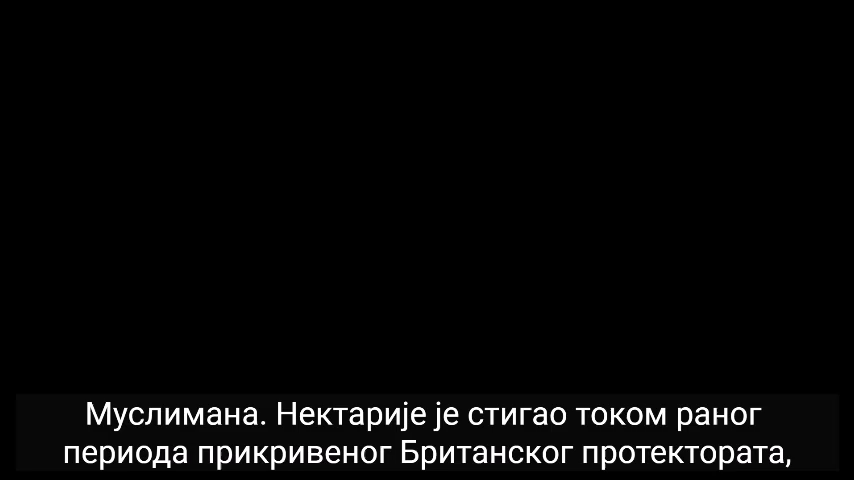 Муслимана. Нектарије је стигао током раног
периода прикривеног Британског протектората,